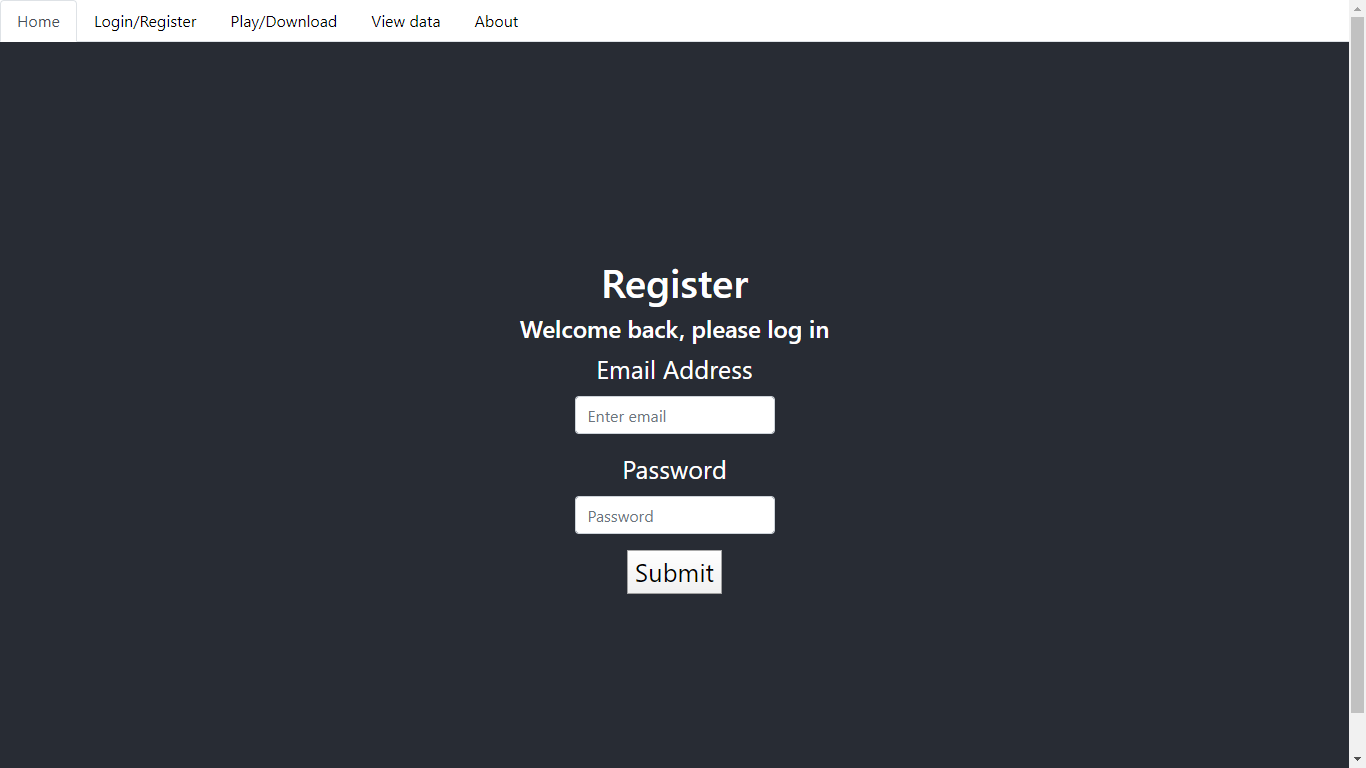 Home Login/Register Play/Download View data About
Register
Welcome back, please log in
Email Address
Enter email
Password
Password
Submit